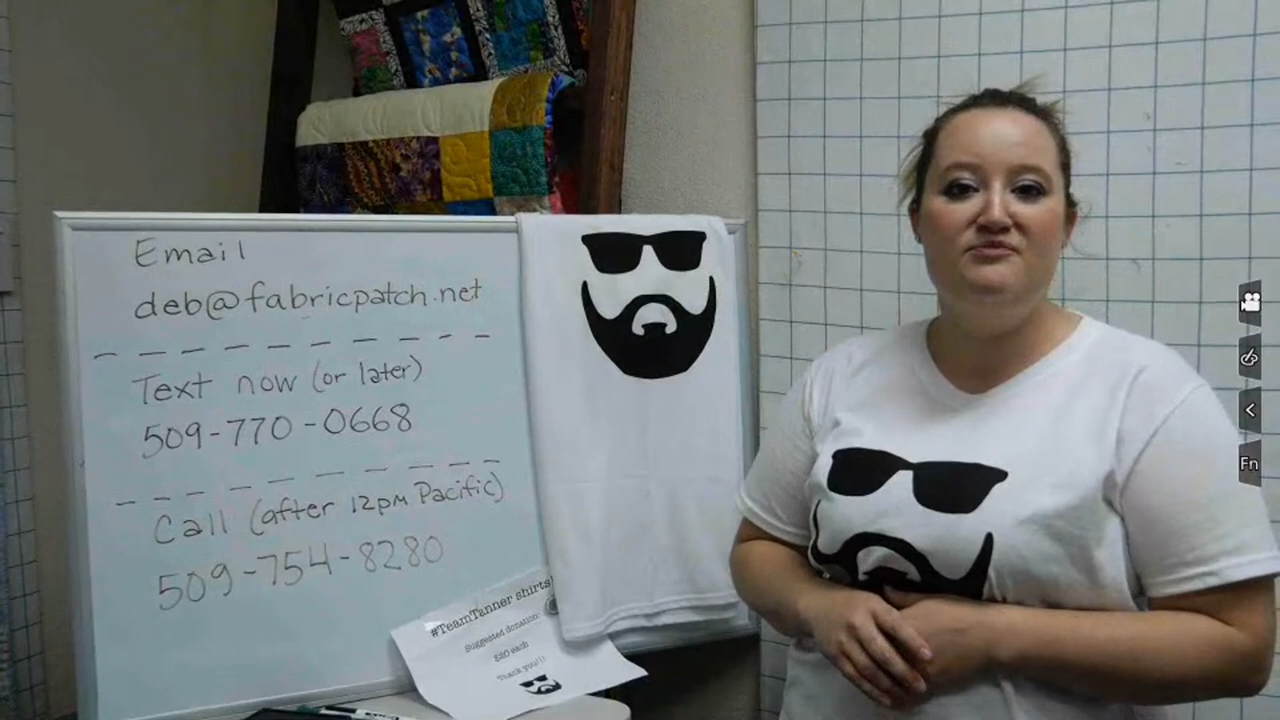 Email
deb@fabricpatch.net
Text now (or later)
509-770-0668
Call (after 12pm Pacific)
509-754-8280
#TeamTanner shirts!
Suggested donation:
$20 each
Thank you!!!
Fn